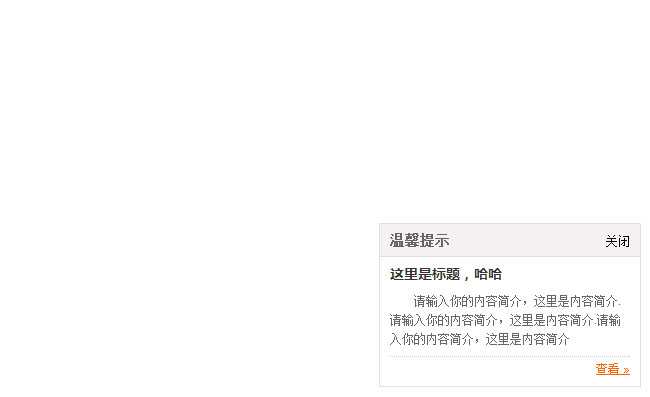 温馨提示 关闭
这里是标题，哈哈
请输入你的内容简介，这里是内容简介.
请输入你的内容简介，这里是内容简介.请输
入你的内容简介，这里是内容简介
查看 »